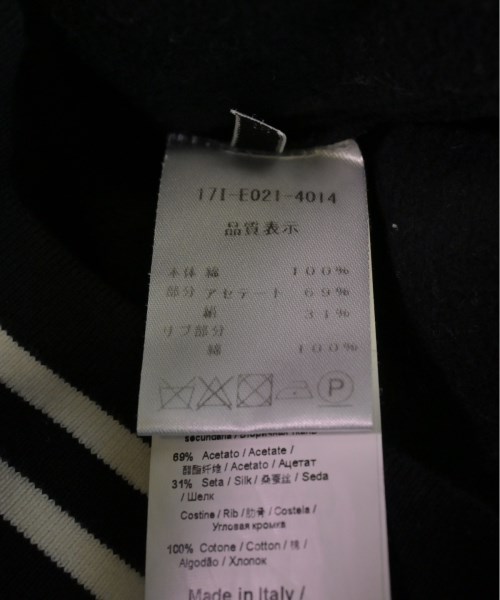 17I-E021-4014
品質表示
本体 綿 100%
部分 アセテート 69%
絹 31%
リブ部分
綿 100%
P
69% Acetato / Acetate /
醋酯纤维 / Acetato / Ацетат
31% Seta / Silk / 桑蚕丝 / Seda
/ Шелк
Costine / Rib / 肋骨 / Costela /
Угловая кромка
100% Cotone / Cotton / 棉 /
Algodão / Хлопок
Made in Italy /